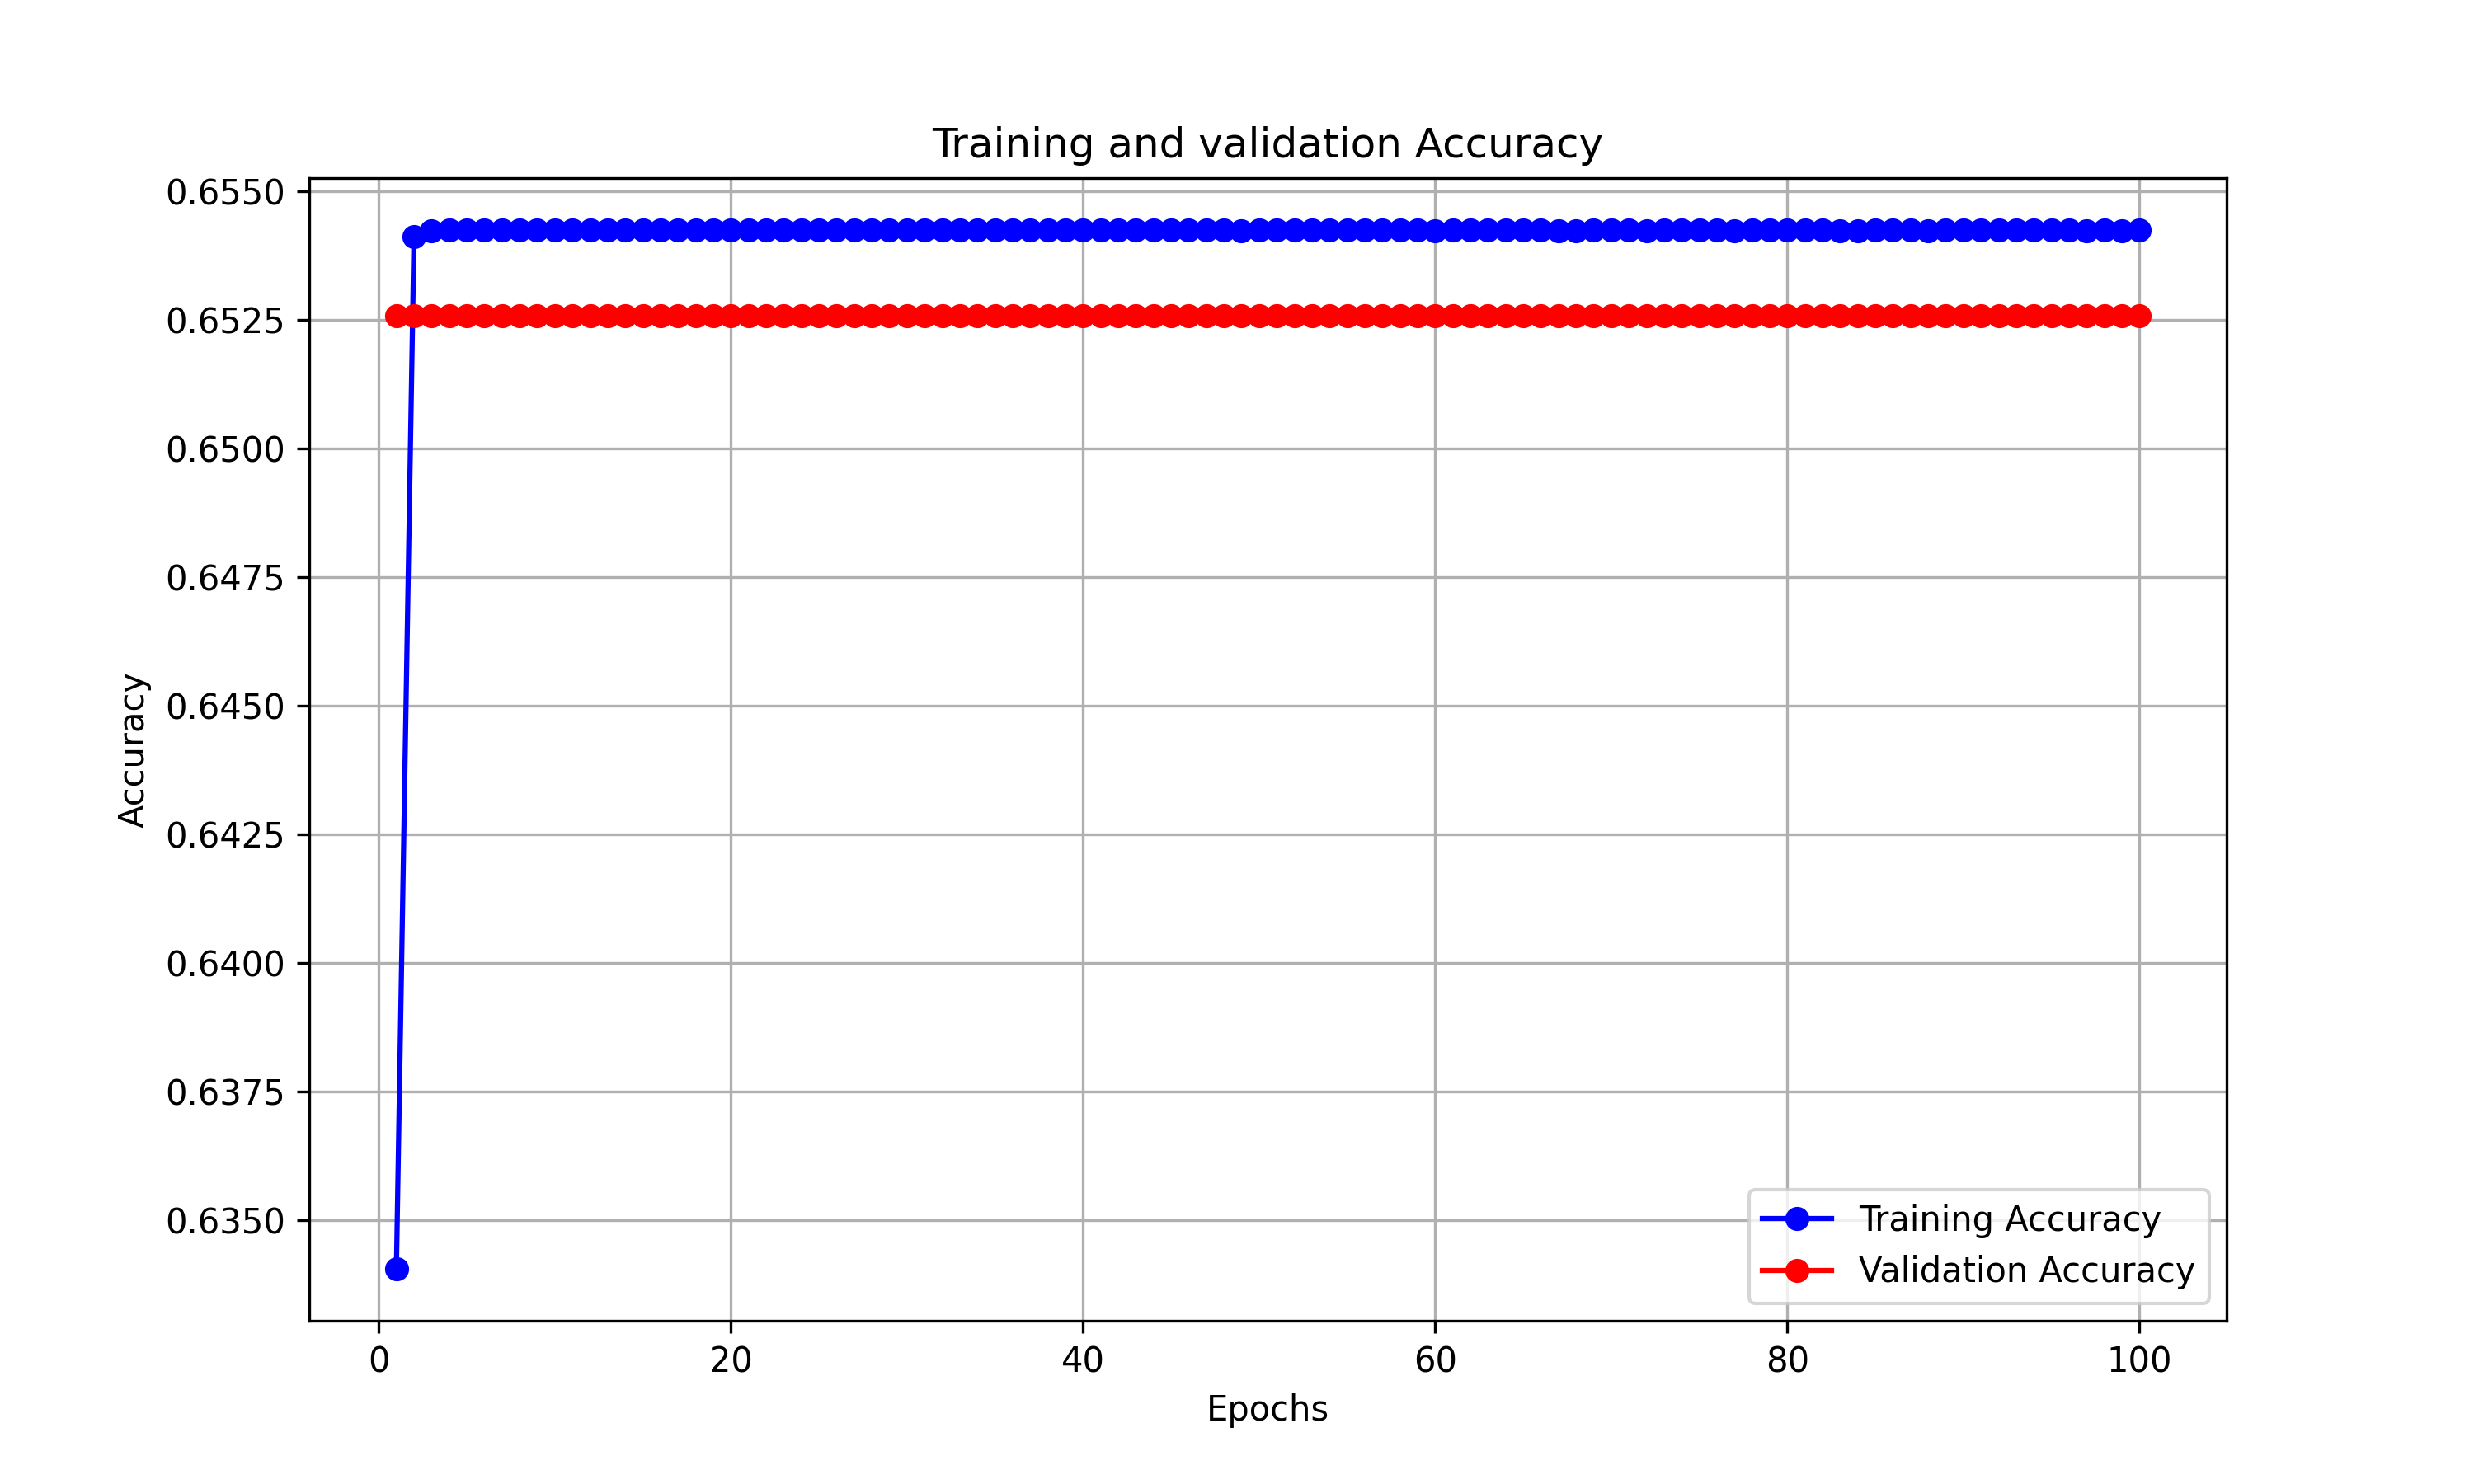 Training and validation Accuracy
0.6550
0.6525
0.6500
0.6475
0.6450
0.6425
0.6400
0.6375
0.6350
Accuracy
0 20 40 60 80 100
Epochs
Training Accuracy
Validation Accuracy